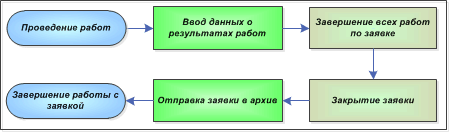 Проведение работ
Ввод данных о
результатах работ
Завершение всех работ
по заявке
Закрытие заявки
Отправка заявки в архив
Завершение работы с
заявкой